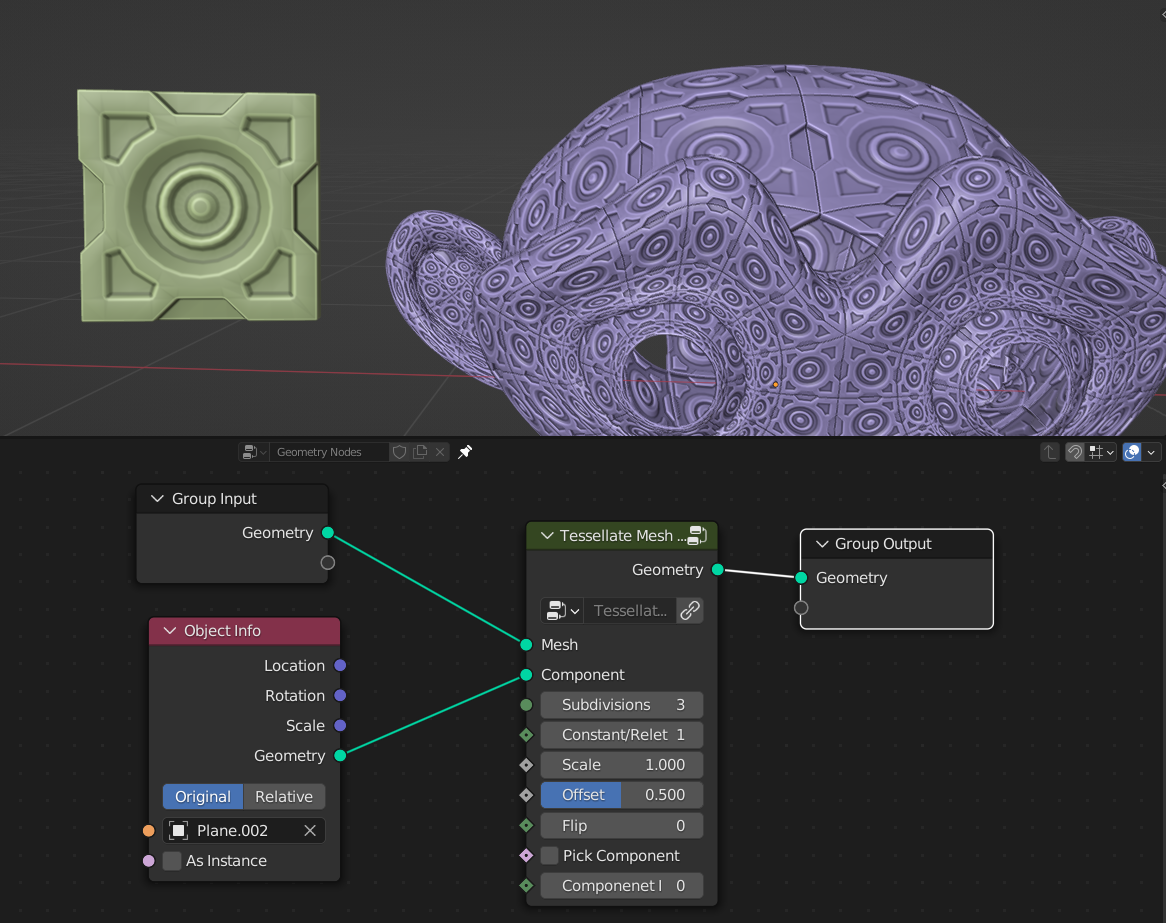 Geometry Nodes
Group Input
Geometry
Object Info
Location
Rotation
Scale
Geometry
Original Relative
Plane.002
As Instance
Tessellate Mesh ...
Geometry
Tessellat...
Mesh
Component
Subdivisions 3
Constant/Relet 1
Scale 1.000
Offset 0.500
Flip 0
Pick Component
Componenet I 0
Group Output
Geometry